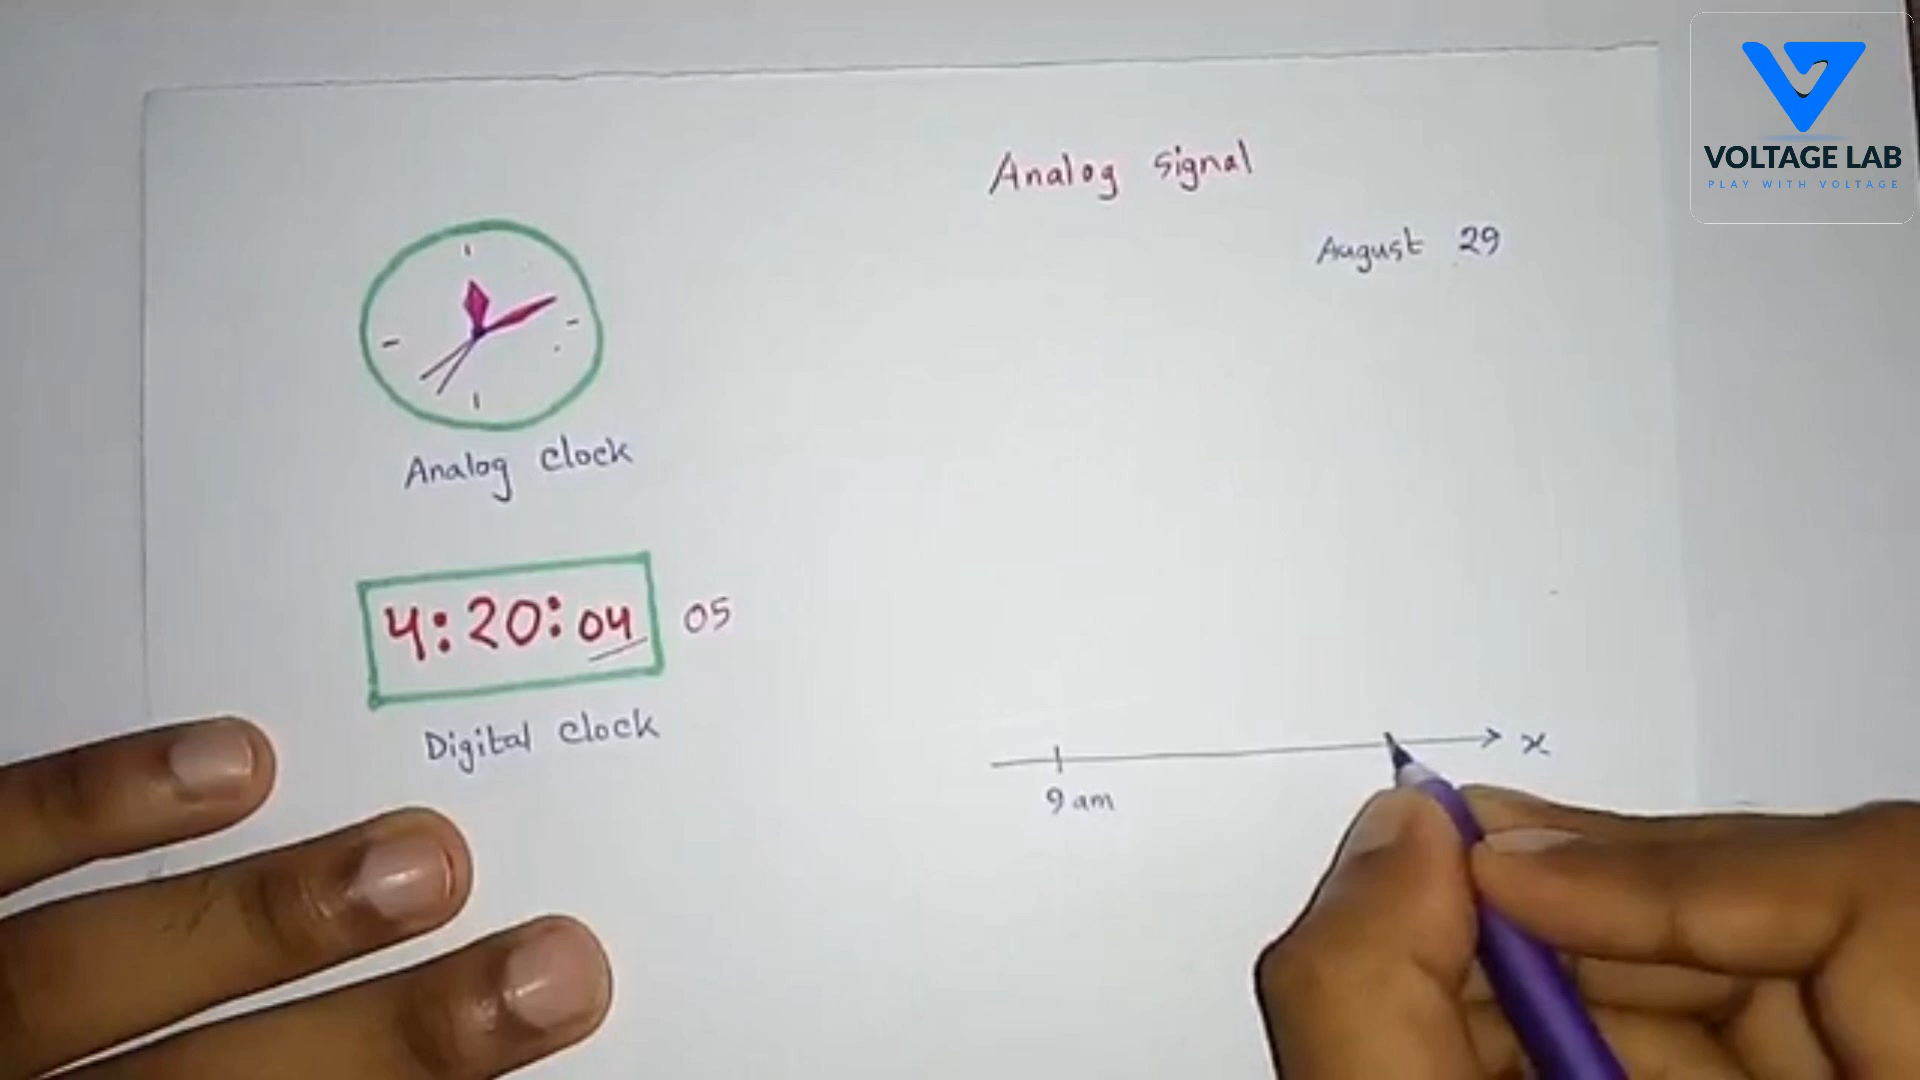 VOLTAGE LAB
PLAY WITH VOLTAGE
Analog Signal
August 29
Analog Clock
4:20:04 05
Digital Clock
x
9 am